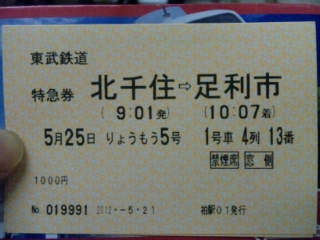 東武鉄道
特急券 北千住⇨足利市
( 9:01発) (10:07着)
5月25日 りょうもう5号 1号車 4列 13番
禁煙席 窓側
1000円
No. 019991 2012.-5.21 柏駅01発行